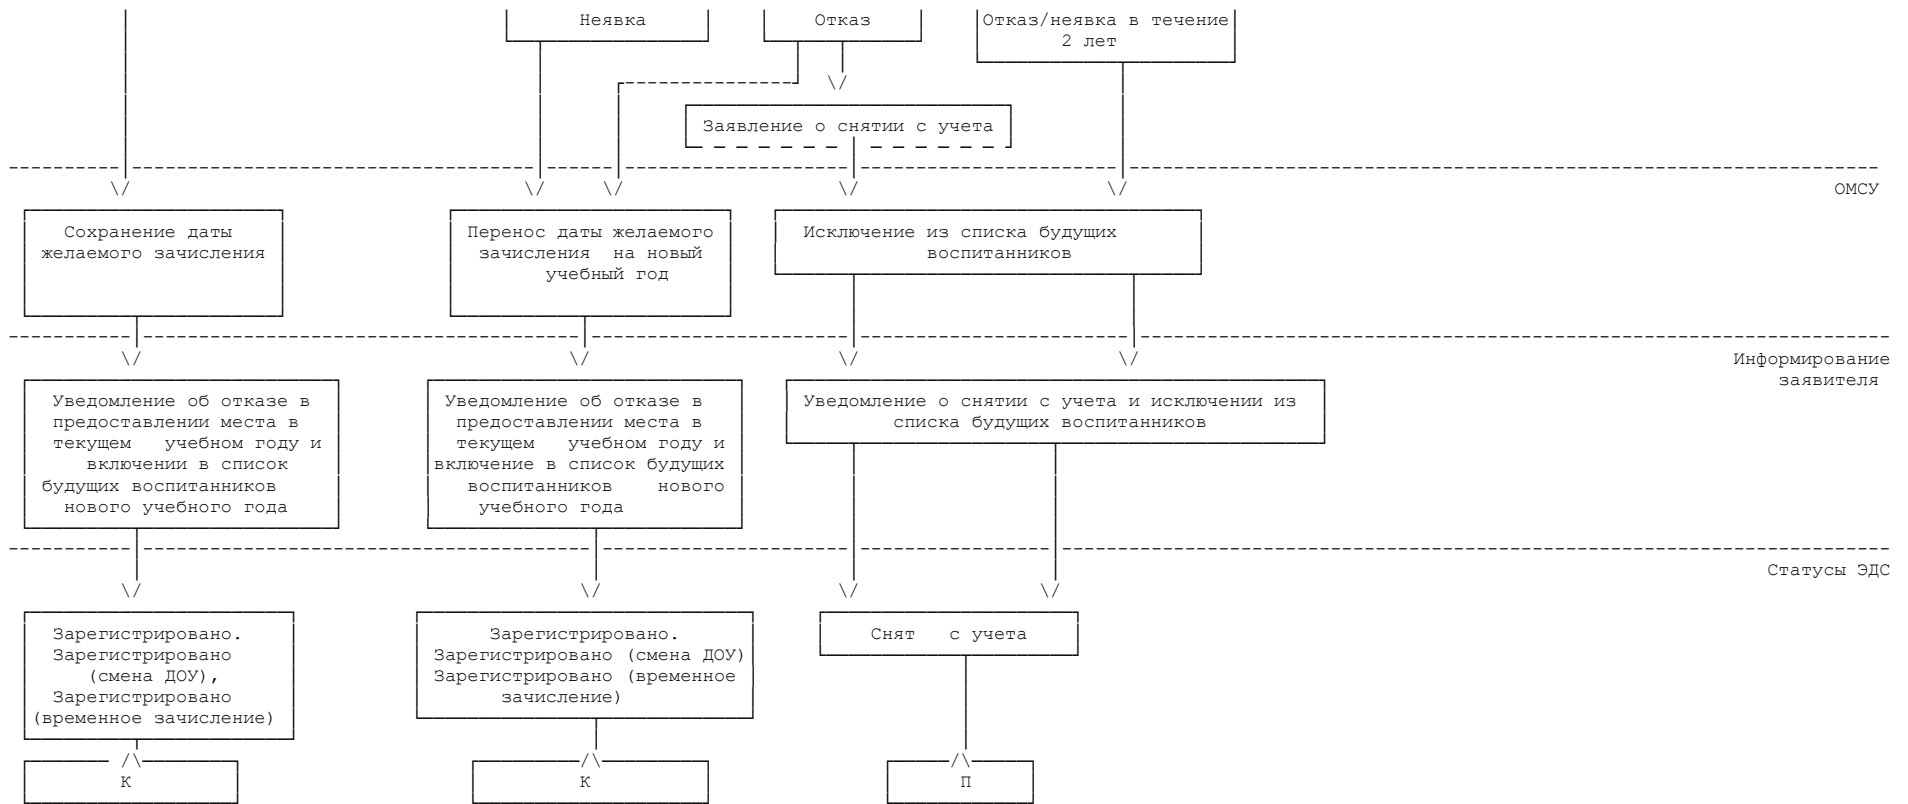 Неявка
Отказ
Отказ/неявка в течение
2 лет
Заявление о снятии с учета
ОМСУ
Сохранение даты
желаемого зачисления
Перенос даты желаемого
зачисления на новый
учебный год
Исключение из списка будущих
воспитанников
Информирование
заявителя
Уведомление об отказе в
предоставлении места в
текущем учебном году и
включении в список
будущих воспитанников
нового учебного года
Уведомление об отказе в
предоставлении места в
текущем учебном году и
включение в список будущих
воспитанников нового
учебного года
Уведомление о снятии с учета и исключении из
списка будущих воспитанников
Статусы ЭДС
Зарегистрировано.
Зарегистрировано
(смена ДОУ),
Зарегистрировано
(временное зачисление)
Зарегистрировано.
Зарегистрировано (смена ДОУ)
Зарегистрировано (временное
зачисление)
Снят с учета
К
К
П